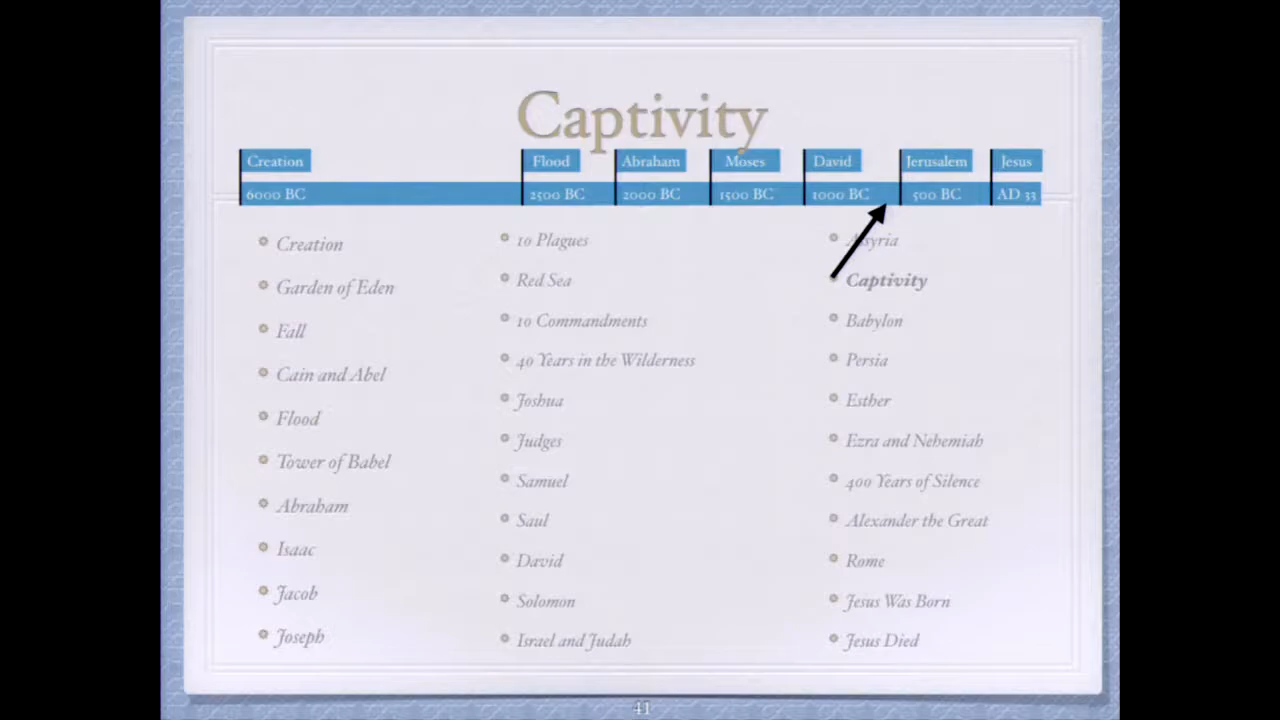 Captivity
Creation Flood Abraham Moses David Jerusalem Jesus
6000 BC 2500 BC 2000 BC 1500 BC 1000 BC 500 BC AD 33
Creation
Garden of Eden
Fall
Cain and Abel
Flood
Tower of Babel
Abraham
Isaac
Jacob
Joseph
10 Plagues
Red Sea
10 Commandments
40 Years in the Wilderness
Joshua
Judges
Samuel
Saul
David
Solomon
Israel and Judah
Assyria
Captivity
Babylon
Persia
Esther
Ezra and Nehemiah
400 Years of Silence
Alexander the Great
Rome
Jesus Was Born
Jesus Died
41